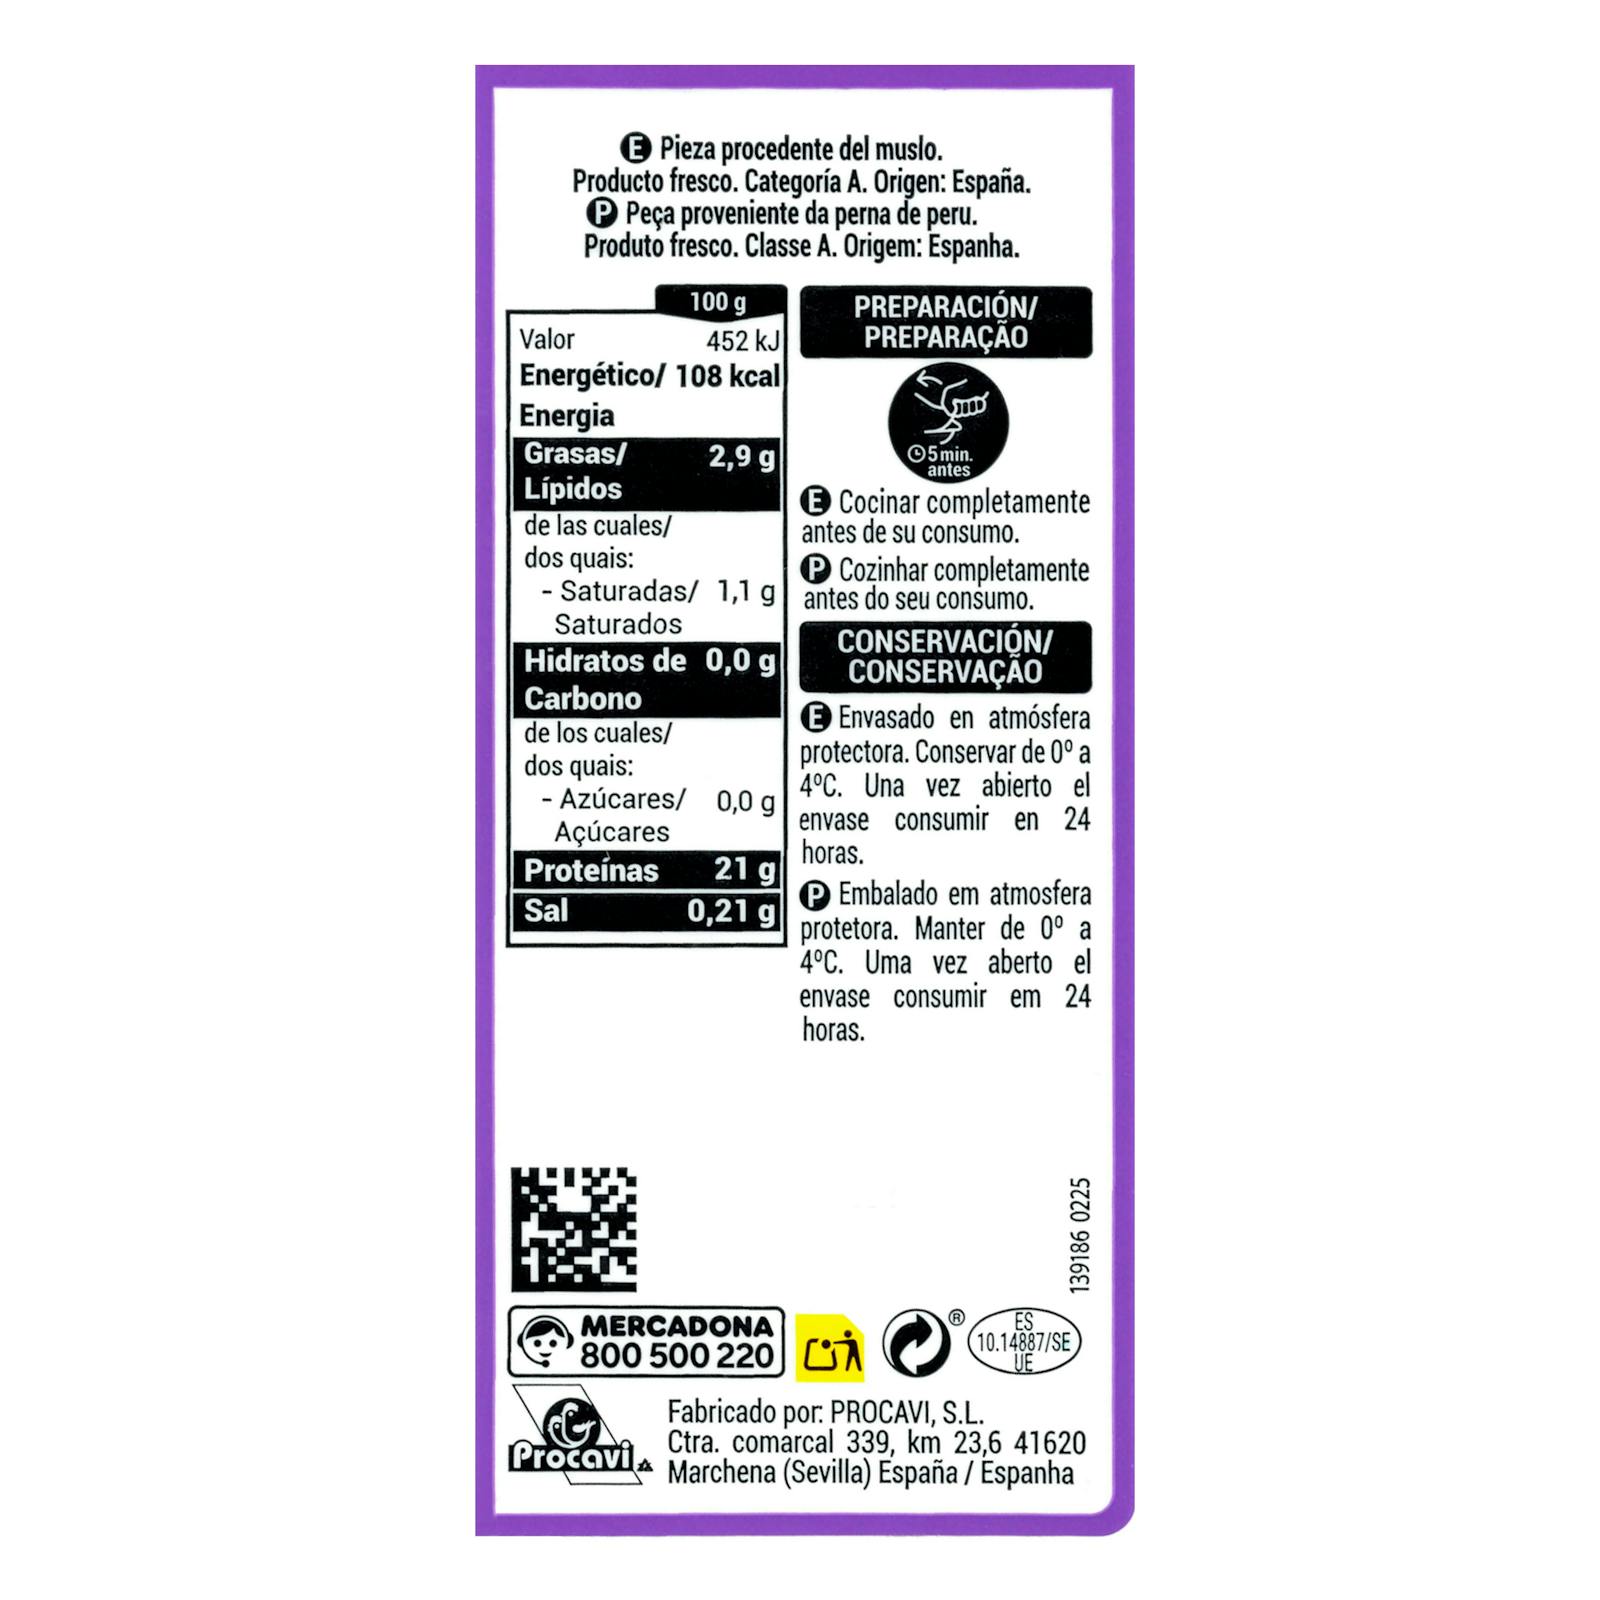 E Pieza procedente del muslo.
Producto fresco. Categoría A. Origen: España.
P Peça proveniente da perna de peru.
Produto fresco. Classe A. Origem: Espanha.
100 g
Valor 452 kJ
Energético/ 108 kcal
Energia
Grasas/ 2,9 g
Lípidos
de las cuales/
dos quais:
- Saturadas/ 1,1 g
Saturados
Hidratos de 0,0 g
Carbono
de los cuales/
dos quais:
- Azúcares/ 0,0 g
Açúcares
Proteínas 21 g
Sal 0,21 g
PREPARACIÓN/
PREPARAÇÃO
5 min.
antes
E Cocinar completamente
antes de su consumo.
P Cozinhar completamente
antes do seu consumo.
CONSERVACIÓN/
CONSERVAÇÃO
E Envasado en atmósfera
protectora. Conservar de 0º a
4ºC. Una vez abierto el
envase consumir en 24
horas.
P Embalado em atmosfera
protetora. Manter de 0º a
4ºC. Uma vez aberto el
envase consumir em 24
horas.
139186 0225
MERCADONA
800 500 220
®
ES
10.14887/SE
UE
Procavi
Fabricado por: PROCAVI, S.L.
Ctra. comarcal 339, km 23,6 41620
Marchena (Sevilla) España / Espanha